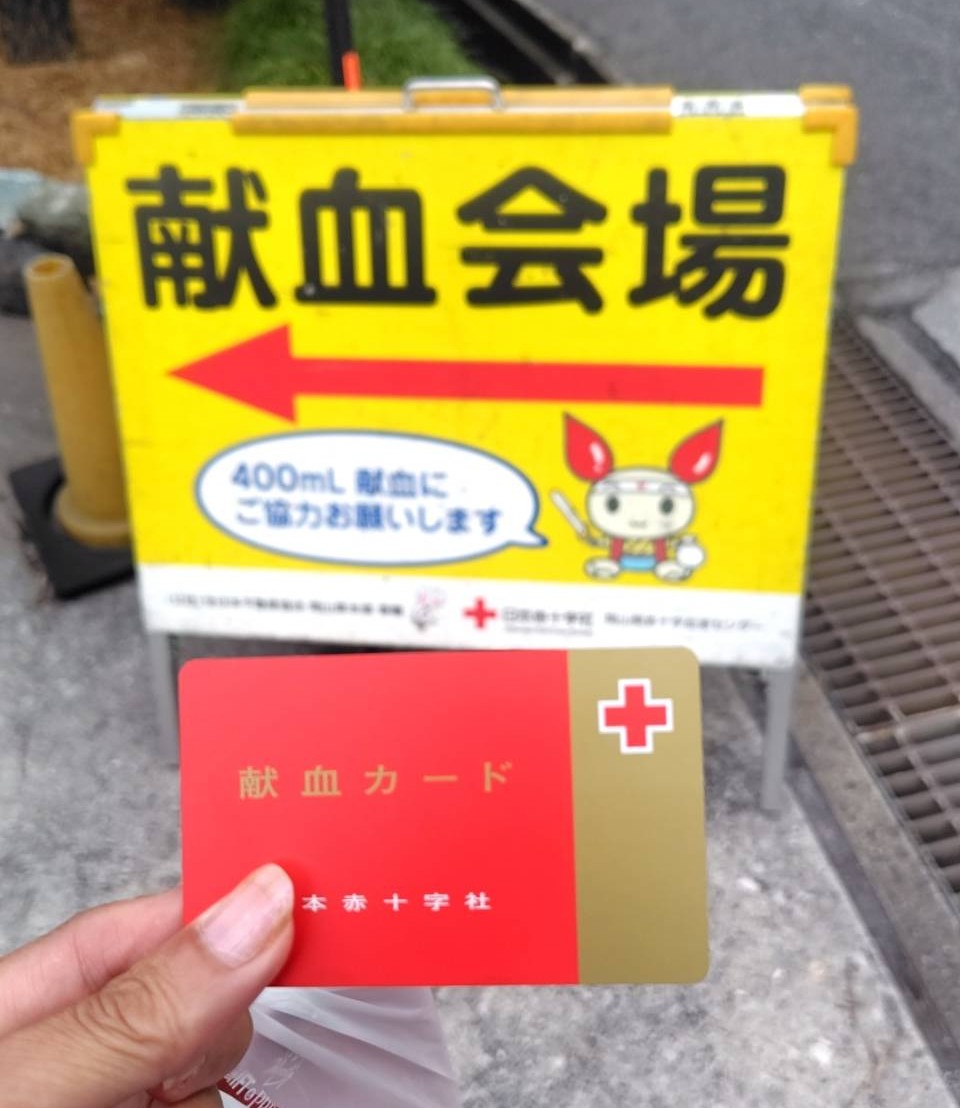 献血会場
400mL 献血に
ご協力お願いします
日本赤十字社
献血カード
本赤十字社